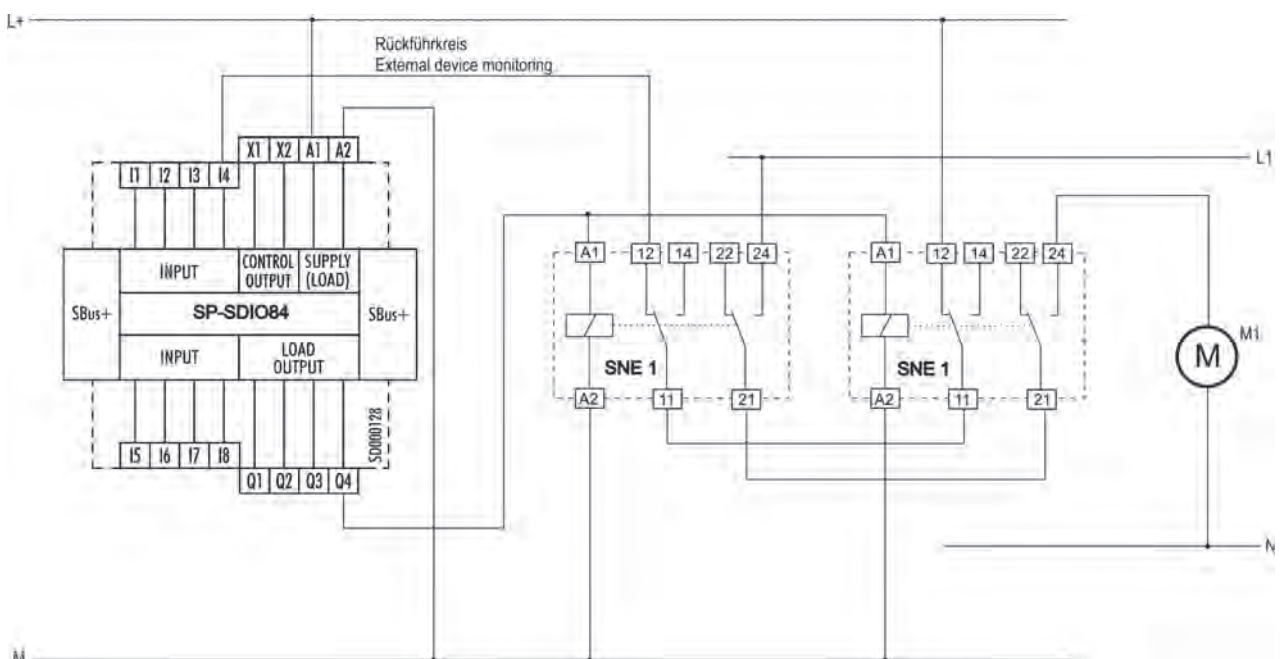 L+
Rückführkreis
External device monitoring
X1 X2 A1 A2
I1 I2 I3 I4
L1
A1 12 14 22 24
A1 12 14 22 24
INPUT
CONTROL OUTPUT
SUPPLY (LOAD)
SBus+
SP-SDIO84
SBus+
INPUT
LOAD OUTPUT
SNE 1
SNE 1
M
M1
A2 11 21
A2 11 21
SD000128
I5 I6 I7 I8
Q1 Q2 Q3 Q4
N
M